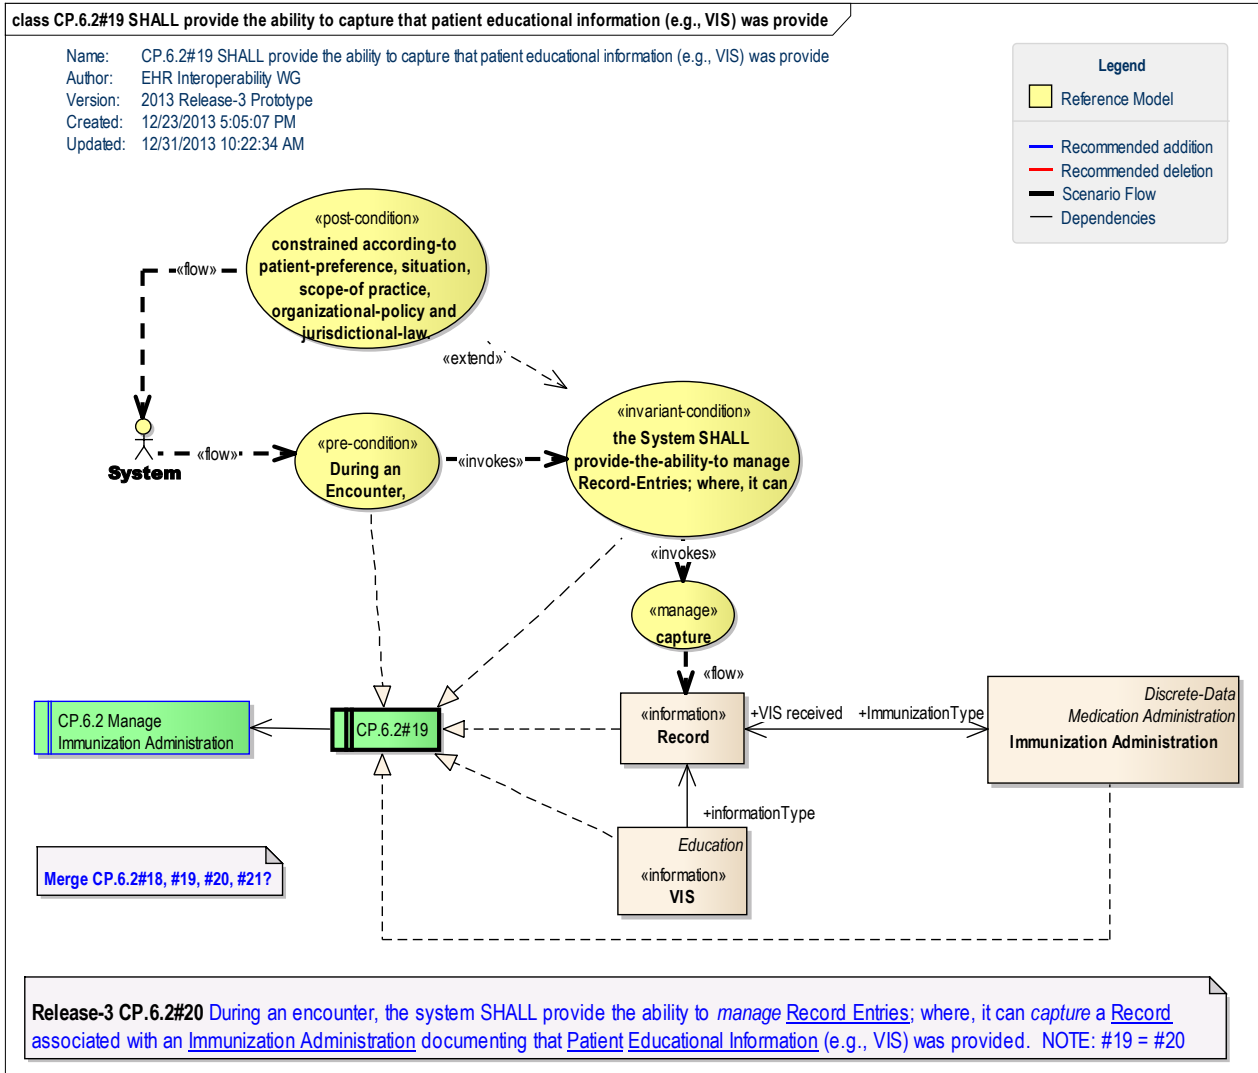 class CP.6.2#19 SHALL provide the ability to capture that patient educational information (e.g., VIS) was provide
Name: CP.6.2#19 SHALL provide the ability to capture that patient educational information (e.g., VIS) was provide
Author: EHR Interoperability WG
Version: 2013 Release-3 Prototype
Created: 12/23/2013 5:05:07 PM
Updated: 12/31/2013 10:22:34 AM
Legend
Reference Model
Recommended addition
Recommended deletion
Scenario Flow
Dependencies
«post-condition»
constrained according-to
patient-preference, situation,
scope-of practice,
organizational-policy and
jurisdictional-law.
«flow»
«extend»
«invariant-condition»
the System SHALL
provide-the-ability-to manage
Record-Entries; where, it can
System
«flow»
«pre-condition»
During an
Encounter,
«invokes»
«invokes»
«manage»
capture
«flow»
CP.6.2 Manage
Immunization Administration
CP.6.2#19
«information»
Record
+VIS received
+ImmunizationType
Discrete-Data
Medication Administration
Immunization Administration
+informationType
Education
«information»
VIS
Merge CP.6.2#18, #19, #20, #21?
Release-3 CP.6.2#20 During an encounter, the system SHALL provide the ability to manage Record Entries; where, it can capture a Record
associated with an Immunization Administration documenting that Patient Educational Information (e.g., VIS) was provided. NOTE: #19 = #20